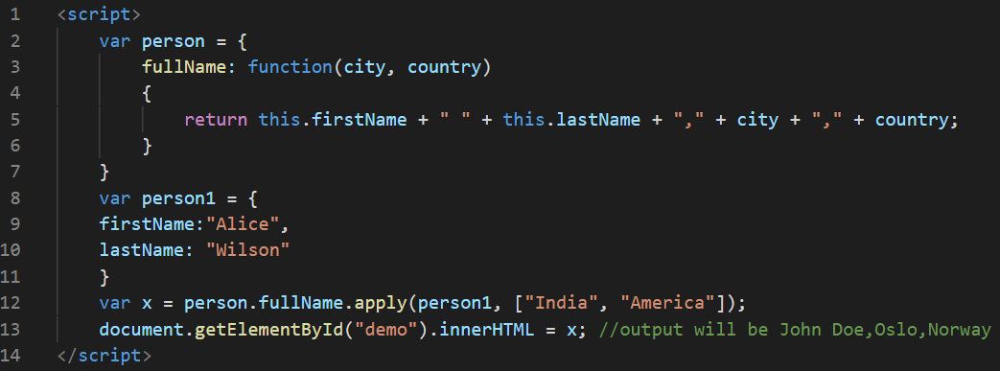 1 <script>
2 var person = {
3 fullName: function(city, country)
4 {
5 return this.firstName + " " + this.lastName + "," + city + "," + country;
6 }
7 }
8 var person1 = {
9 firstName:"Alice",
10 lastName: "Wilson"
11 }
12 var x = person.fullName.apply(person1, ["India", "America"]);
13 document.getElementById("demo").innerHTML = x; //output will be John Doe,Oslo,Norway
14 </script>